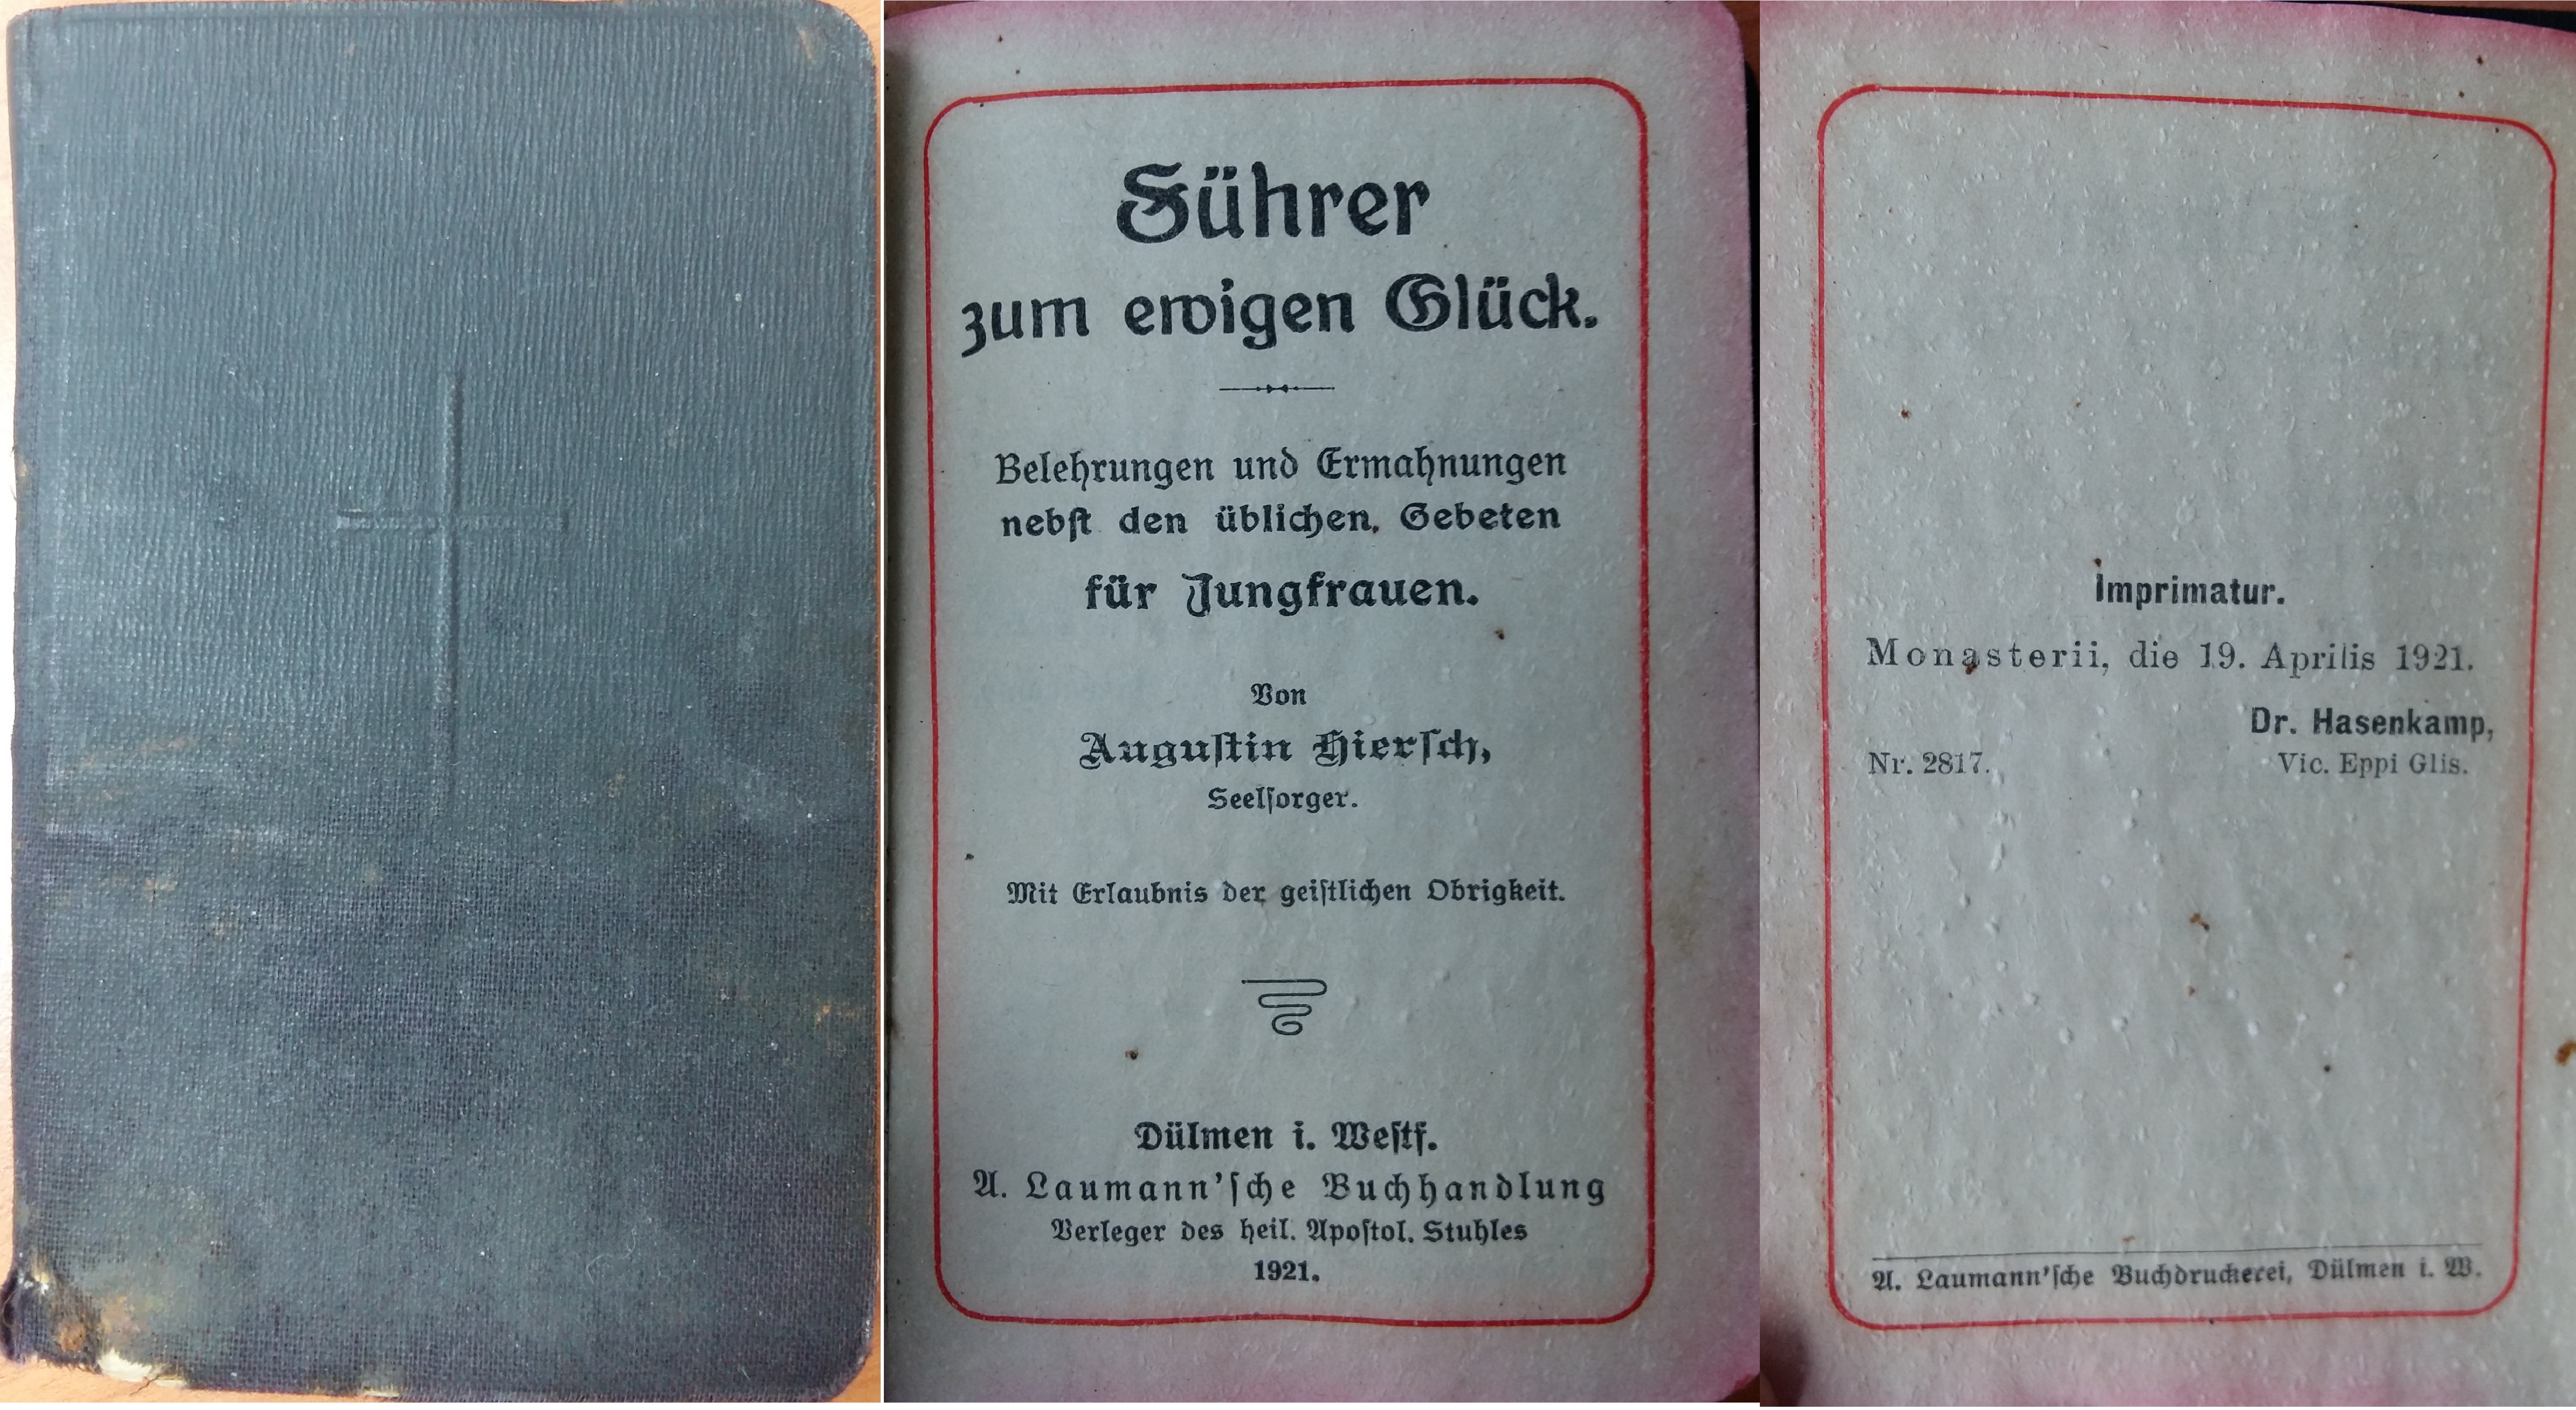 Führer
zum ewigen Glück.
Belehrungen und Ermahnungen
nebſt den üblichen, Gebeten
für Jungfrauen.
Von
Auguſtin Hierſch,
Seelſorger.
Mit Erlaubnis der geiſtlichen Obrigkeit.
Dülmen i. Weſtf.
A. Laumann'ſche Buchhandlung
Verleger des heil. Apoſtol. Stuhles
1921.
Imprimatur.
Monasterii, die 19. Aprilis 1921.
Dr. Hasenkamp,
Nr. 2817. Vic. Eppi Glis.
A. Laumann'ſche Buchdruckerei, Dülmen i. W.